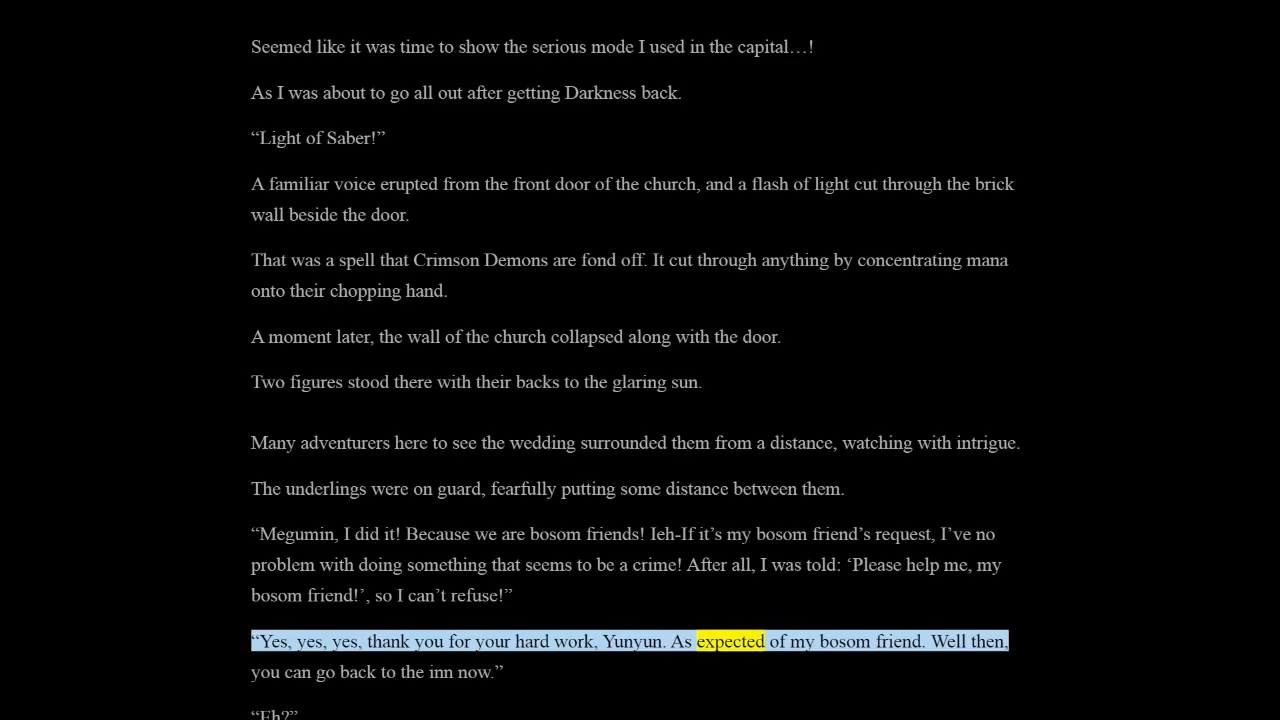 Seemed like it was time to show the serious mode I used in the capital…!
As I was about to go all out after getting Darkness back.
“Light of Saber!”
A familiar voice erupted from the front door of the church, and a flash of light cut through the brick
wall beside the door.
That was a spell that Crimson Demons are fond off. It cut through anything by concentrating mana
onto their chopping hand.
A moment later, the wall of the church collapsed along with the door.
Two figures stood there with their backs to the glaring sun.
Many adventurers here to see the wedding surrounded them from a distance, watching with intrigue.
The underlings were on guard, fearfully putting some distance between them.
“Megumin, I did it! Because we are bosom friends! Ieh-If it’s my bosom friend’s request, I’ve no
problem with doing something that seems to be a crime! After all, I was told: ‘Please help me, my
bosom friend!’, so I can’t refuse!”
“Yes, yes, yes, thank you for your hard work, Yunyun. As expected of my bosom friend. Well then,
you can go back to the inn now.”
“Eh?”